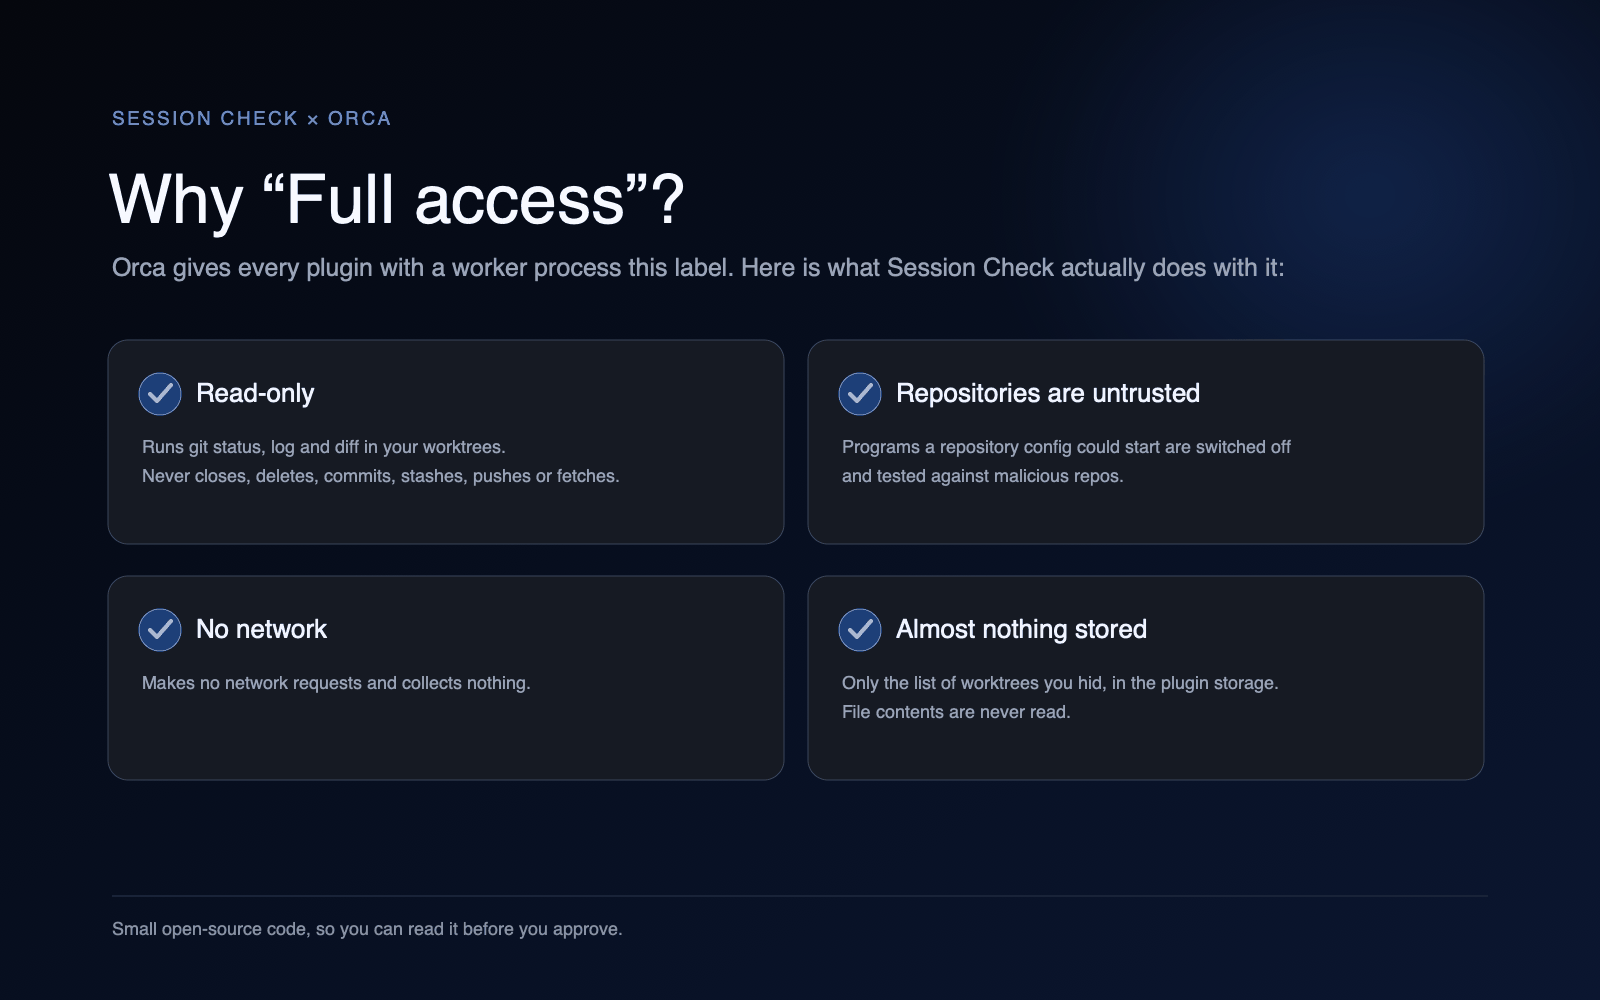 SESSION CHECK × ORCA
Why “Full access”?
Orca gives every plugin with a worker process this label. Here is what Session Check actually does with it:
Read-only
Runs git status, log and diff in your worktrees.
Never closes, deletes, commits, stashes, pushes or fetches.
Repositories are untrusted
Programs a repository config could start are switched off
and tested against malicious repos.
No network
Makes no network requests and collects nothing.
Almost nothing stored
Only the list of worktrees you hid, in the plugin storage.
File contents are never read.
Small open-source code, so you can read it before you approve.